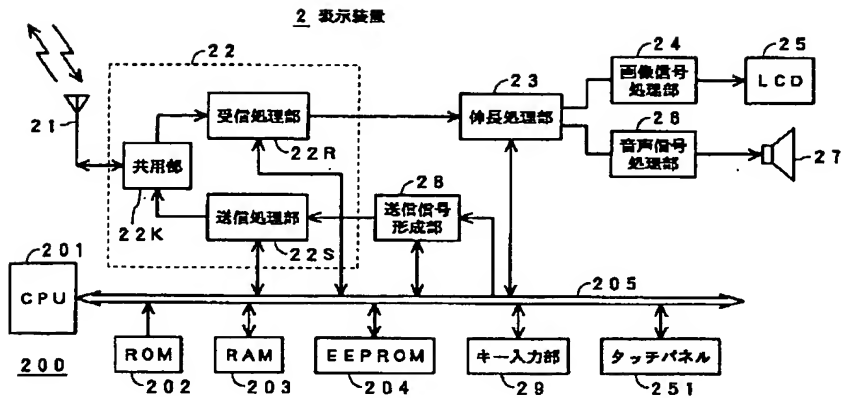 2 表示装置
22
24
25
21
受信処理部
22R
23
伸長処理部
画像信号
処理部
LCD
26
音声信号
処理部
27
共用部
22K
送信処理部
22S
28
送信信号
形成部
201
CPU
205
200
ROM
202
RAM
203
EEPROM
204
キー入力部
29
タッチパネル
251